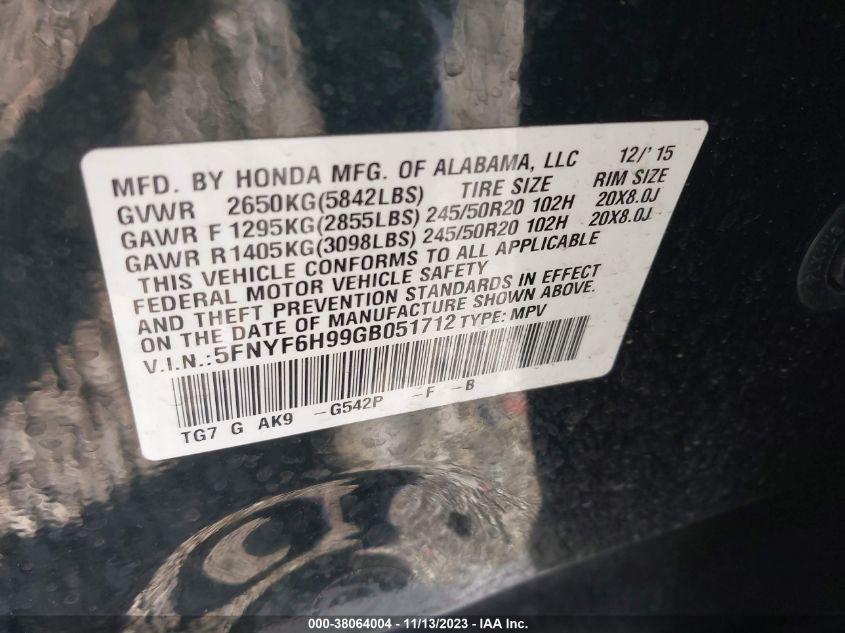 MFD. BY HONDA MFG. OF ALABAMA, LLC 12/'15
GVWR 2650KG(5842LBS) TIRE SIZE RIM SIZE
GAWR F 1295KG(2855LBS) 245/50R20 102H 20X8.0J
GAWR R 1405KG(3098LBS) 245/50R20 102H 20X8.0J
THIS VEHICLE CONFORMS TO ALL APPLICABLE
FEDERAL MOTOR VEHICLE SAFETY
AND THEFT PREVENTION STANDARDS IN EFFECT
ON THE DATE OF MANUFACTURE SHOWN ABOVE.
V.I.N.: 5FNYF6H99GB051712 TYPE: MPV
TG7 G AK9 -G542P -F -B
000-38064004 - 11/13/2023 - IAA Inc.